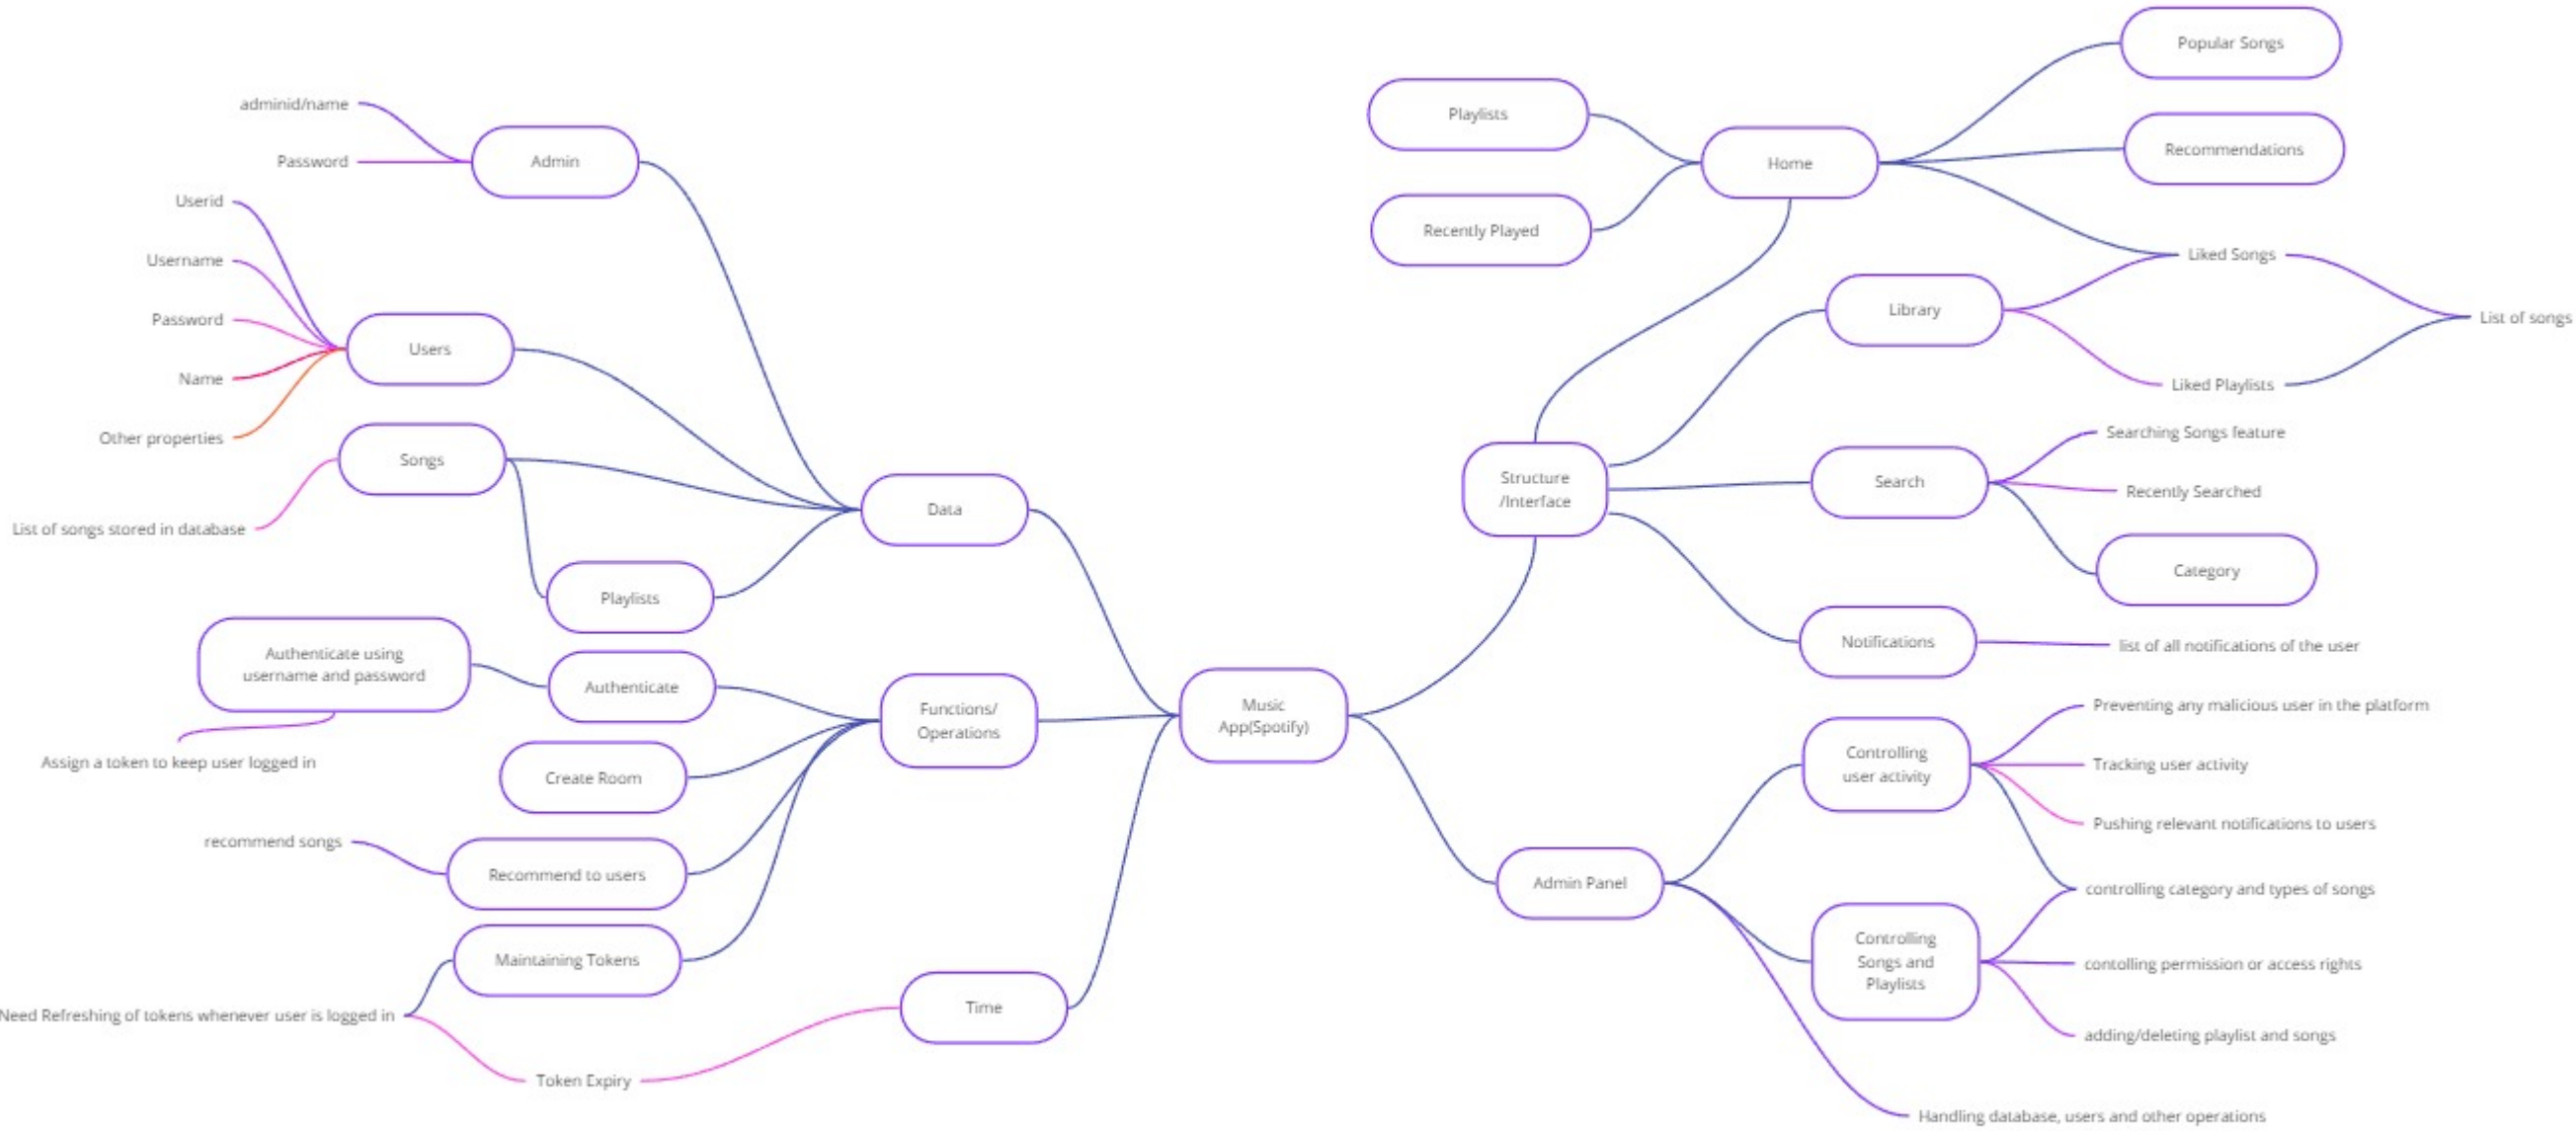 Popular Songs
Playlists
Recommendations
Home
Recently Played
Liked Songs
Library
List of songs
Liked Playlists
Searching Songs feature
Structure
/Interface
Search
Recently Searched
Category
Notifications
list of all notifications of the user
adminid/name
Password
Admin
Userid
Username
Password
Users
Name
Other properties
Songs
List of songs stored in database
Data
Playlists
Authenticate using
username and password
Authenticate
Functions/
Operations
Music
App(Spotify)
Assign a token to keep user logged in
Create Room
recommend songs
Recommend to users
Maintaining Tokens
Need Refreshing of tokens whenever user is logged in
Time
Token Expiry
Preventing any malicious user in the platform
Controlling
user activity
Tracking user activity
Pushing relevant notifications to users
Admin Panel
controlling category and types of songs
Controlling
Songs and
Playlists
contolling permission or access rights
adding/deleting playlist and songs
Handling database, users and other operations